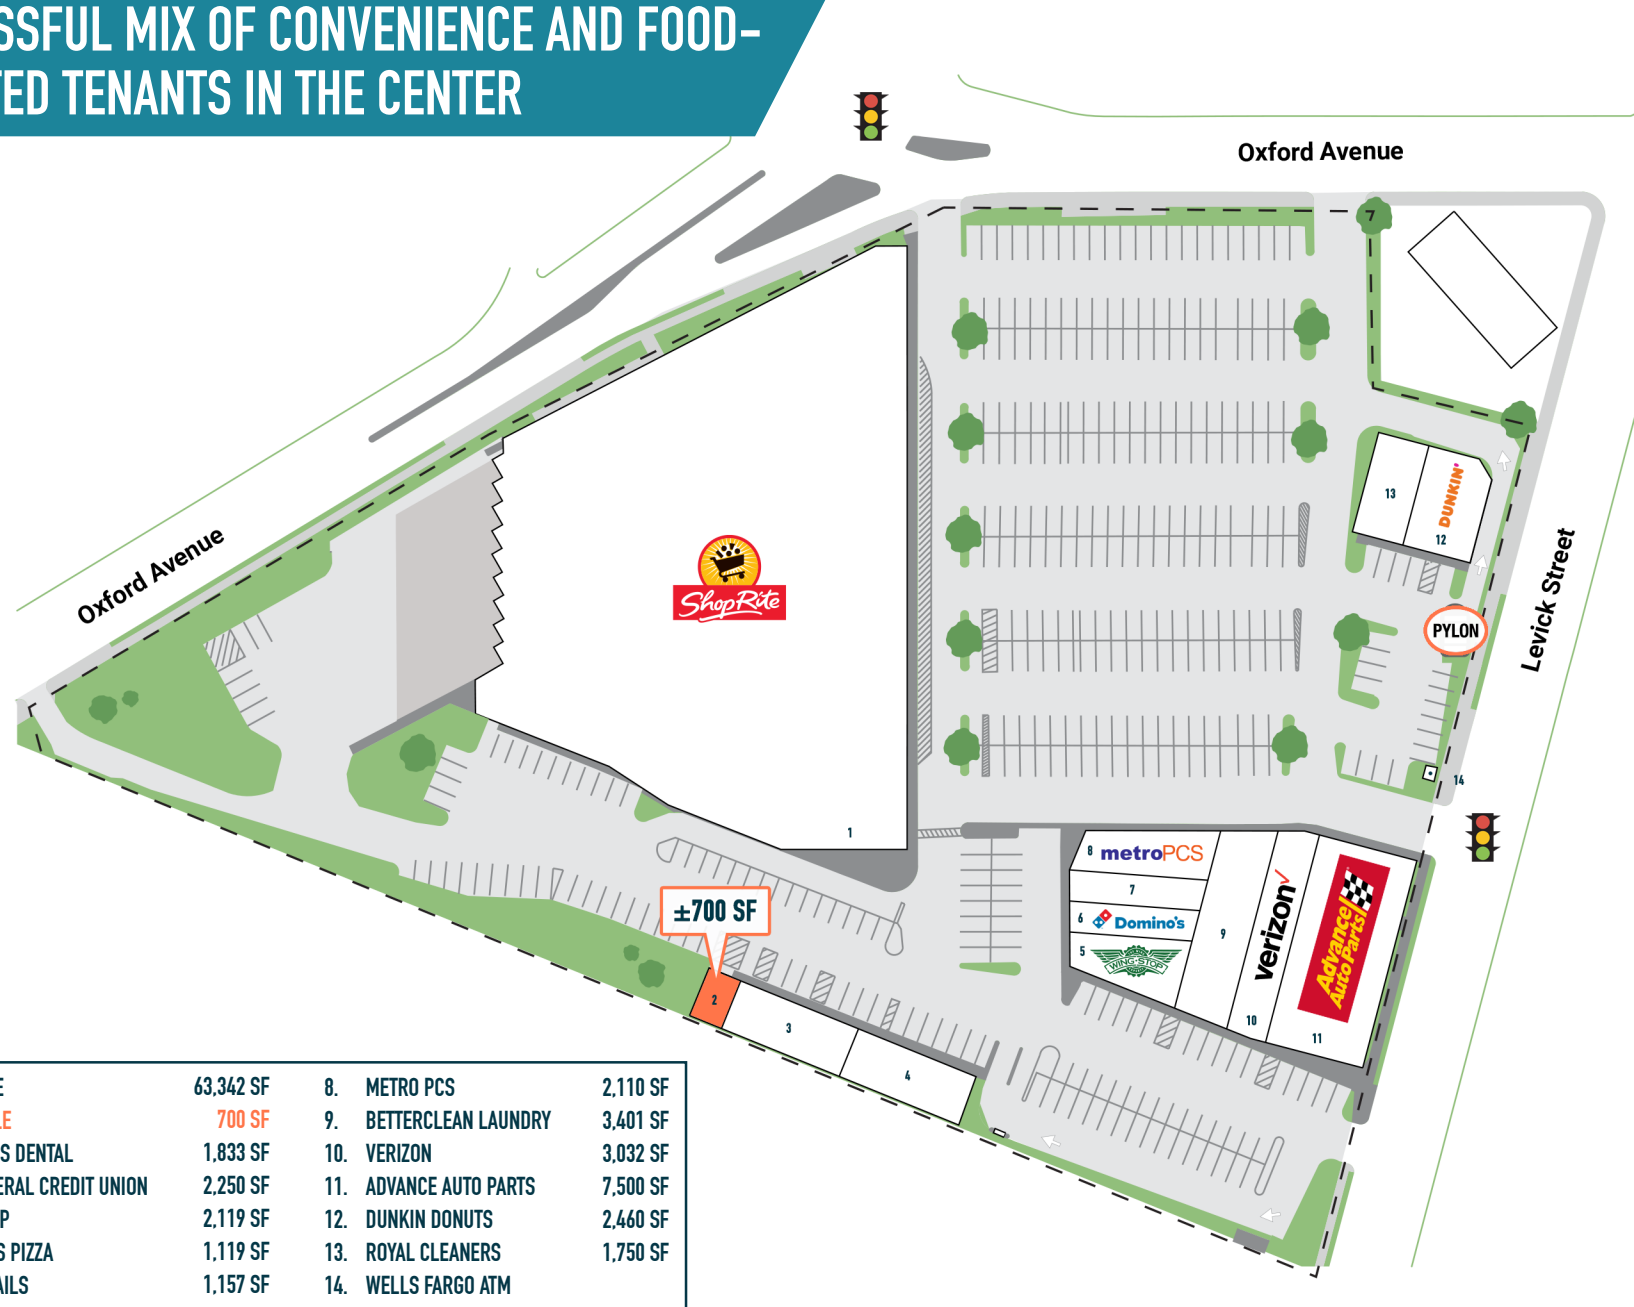 SSFUL MIX OF CONVENIENCE AND FOOD-
TED TENANTS IN THE CENTER
Oxford Avenue
7
Oxford Avenue
Levick Street
ShopRite
1
13
DUNKIN'
12
PYLON
14
±700 SF
2
3
4
8 metroPCS
7
6 Domino's
5 WING·STOP
9
verizon
10
Advance Auto Parts
11
E 63,342 SF
LE 700 SF
S DENTAL 1,833 SF
ERAL CREDIT UNION 2,250 SF
P 2,119 SF
S PIZZA 1,119 SF
AILS 1,157 SF
8. METRO PCS 2,110 SF
9. BETTERCLEAN LAUNDRY 3,401 SF
10. VERIZON 3,032 SF
11. ADVANCE AUTO PARTS 7,500 SF
12. DUNKIN DONUTS 2,460 SF
13. ROYAL CLEANERS 1,750 SF
14. WELLS FARGO ATM